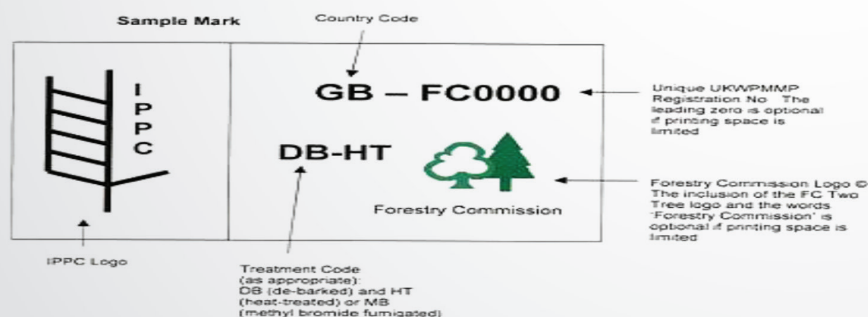 Sample Mark
Country Code
I
P
P
C
GB – FC0000
DB-HT
Forestry Commission
Unique UKWPMMP
Registration No The
leading zero is optional
if printing space is
limited
Forestry Commission Logo ©
The inclusion of the FC Two
Tree logo and the words
'Forestry Commission' is
optional if printing space is
limited
IPPC Logo
Treatment Code
(as appropriate):
DB (de-barked) and HT
(heat-treated) or MB
(methyl bromide fumigated)